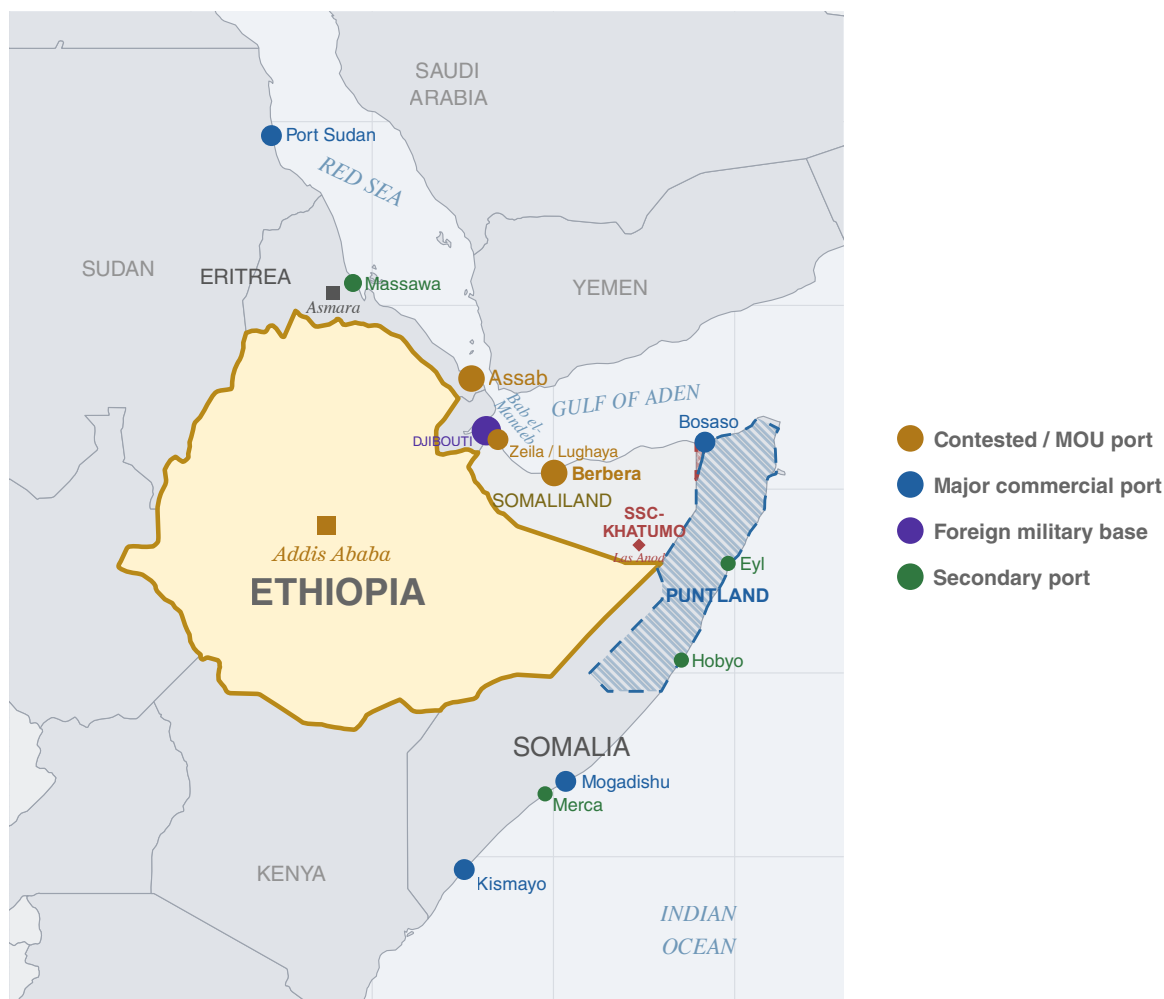 SAUDI
ARABIA
Port Sudan
RED SEA
SUDAN
ERITREA
Massawa
Asmara
YEMEN
Assab
Bab el-
Mandeb
GULF OF ADEN
DJIBOUTI
Zeila / Lughaya
Bosaso
Berbera
SOMALILAND
SSC-
KHATUMO
Las Anod
Addis Ababa
ETHIOPIA
Eyl
PUNTLAND
Hobyo
SOMALIA
Mogadishu
Merca
KENYA
Kismayo
INDIAN
OCEAN
Contested / MOU port
Major commercial port
Foreign military base
Secondary port